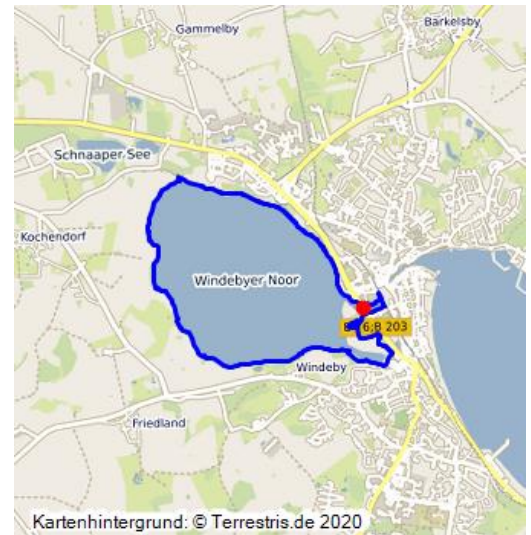 Gammelby
Barkelsby
Schnaaper See
Kochendorf
Windebyer Noor
6;B 203
Windeby
Friedland
Kartenhintergrund: © Terrestris.de 2020